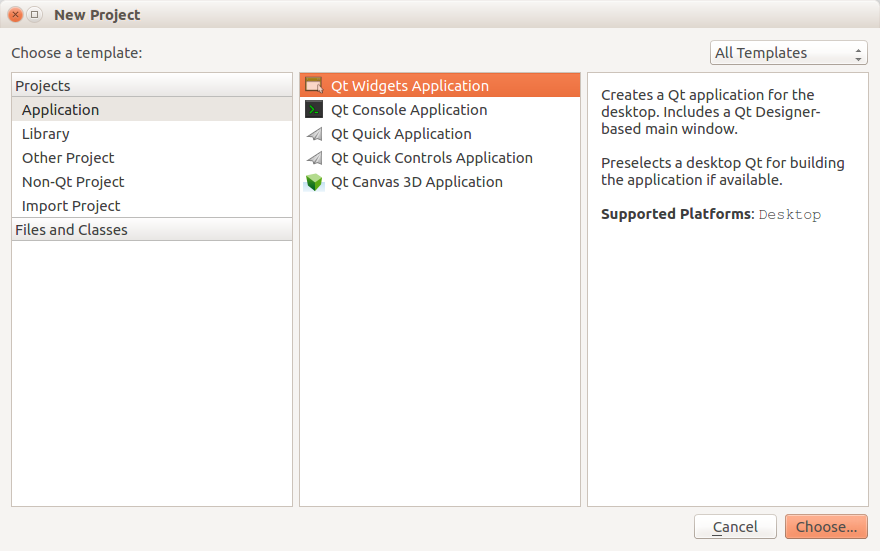 New Project
Choose a template:
All Templates
Projects
Application
Library
Other Project
Non-Qt Project
Import Project
Files and Classes
Qt Widgets Application
Qt Console Application
Qt Quick Application
Qt Quick Controls Application
Qt Canvas 3D Application
Creates a Qt application for the
desktop. Includes a Qt Designer-
based main window.
Preselects a desktop Qt for building
the application if available.
Supported Platforms: Desktop
Cancel
Choose...